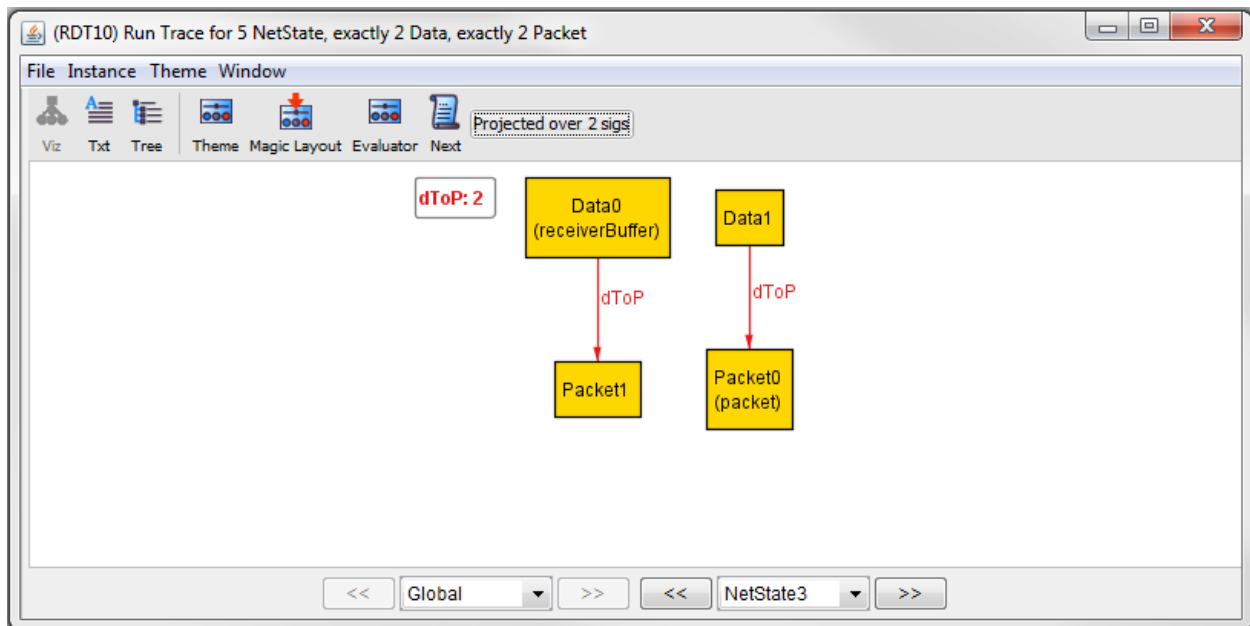 (RDT10) Run Trace for 5 NetState, exactly 2 Data, exactly 2 Packet
File Instance Theme Window
Viz Txt Tree Theme Magic Layout Evaluator Next Projected over 2 sigs
dToP: 2
Data0
(receiverBuffer)
Data1
dToP
dToP
Packet1
Packet0
(packet)
<< Global >> << NetState3 >>